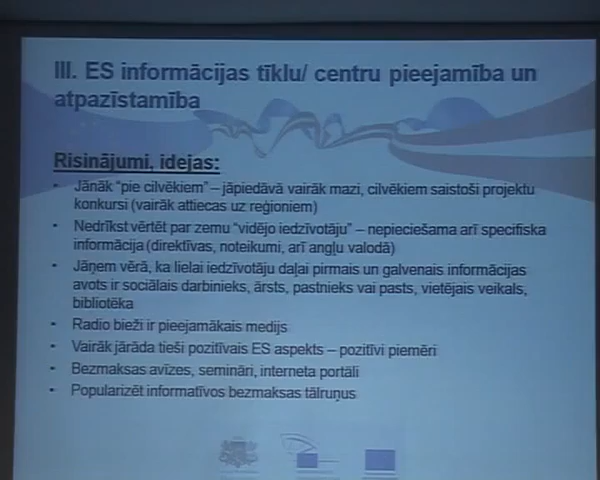 III. ES informācijas tīklu/ centru pieejamība un
atpazīstamība
Risinājumi, idejas:
• Jānāk “pie cilvēkiem” – jāpiedāvā vairāk mazi, cilvēkiem saistoši projektu
konkursi (vairāk attiecas uz reģioniem)
• Nedrīkst vērtēt par zemu “vidējo iedzīvotāju” – nepieciešama arī specifiska
informācija (direktīvas, noteikumi, arī angļu valodā)
• Jāņem vērā, ka lielai iedzīvotāju daļai pirmais un galvenais informācijas
avots ir sociālais darbinieks, ārsts, pastnieks vai pasts, vietējais veikals,
bibliotēka
• Radio bieži ir pieejamākais medijs
• Vairāk jārāda tieši pozitīvais ES aspekts – pozitīvi piemēri
• Bezmaksas avīzes, semināri, interneta portāli
• Popularizēt informatīvos bezmaksas tālruņus